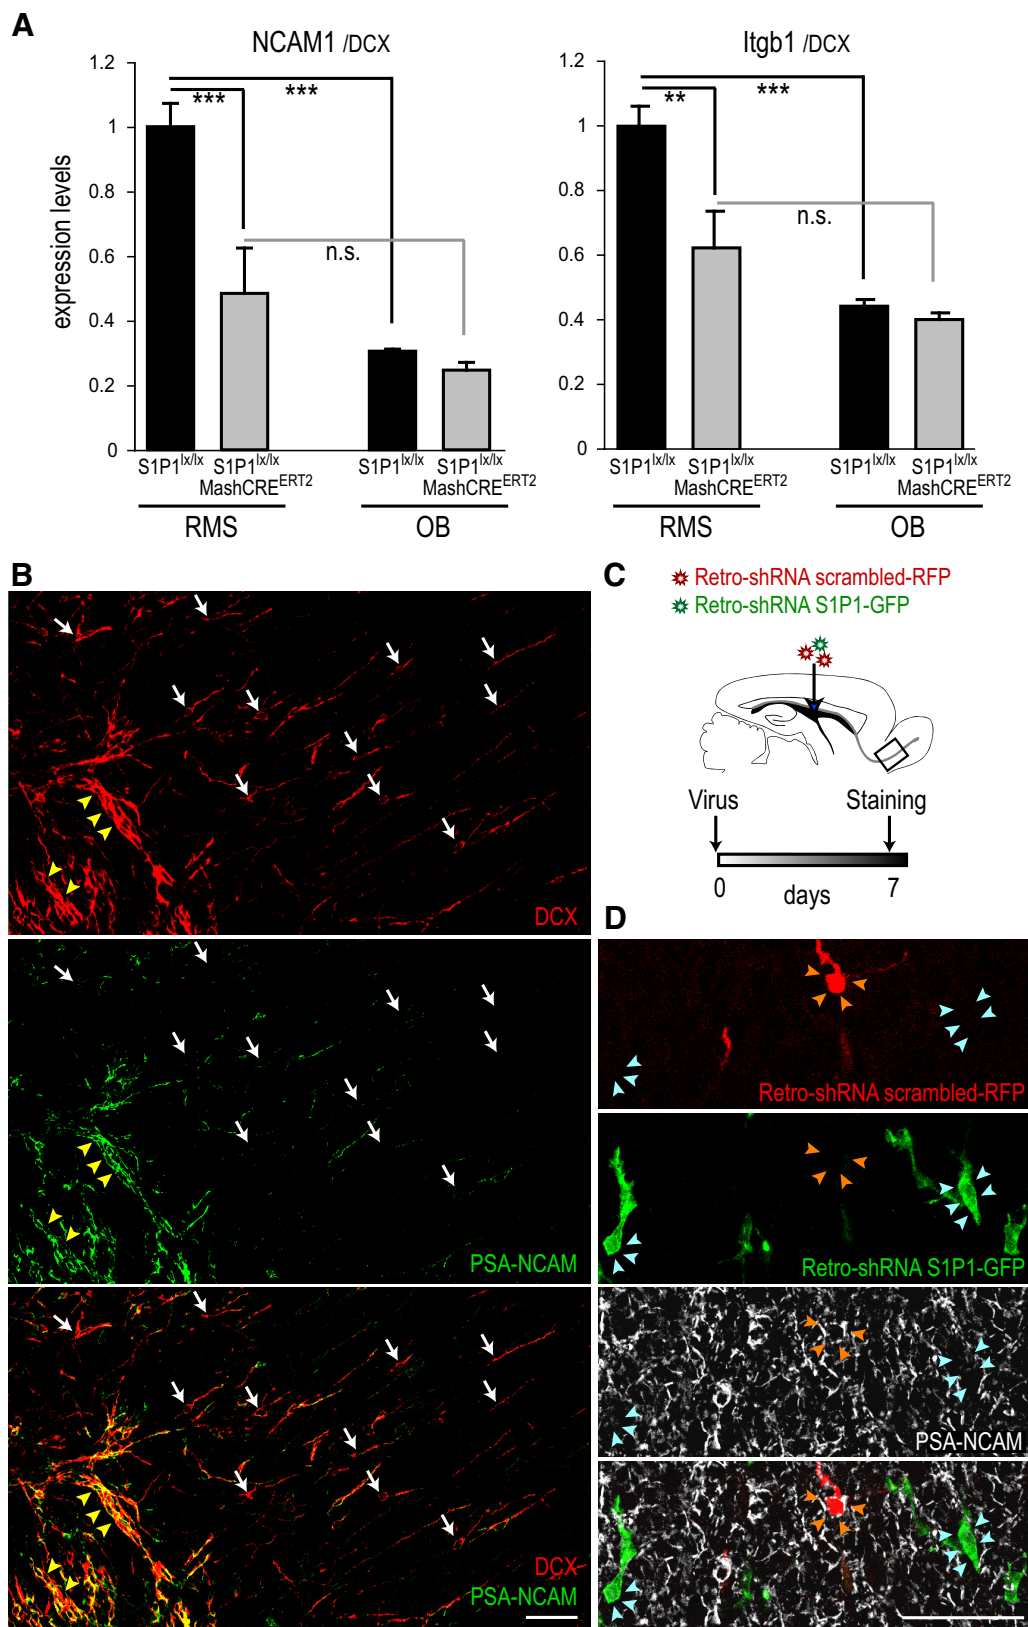 A
NCAM1 /DCX
Itgb1 /DCX
expression levels
1.2
1
0.8
0.6
0.4
0.2
0
***
***
n.s.
S1P1lx/lx
S1P1lx/lx
MashCREERT2
S1P1lx/lx
S1P1lx/lx
MashCREERT2
RMS
OB
1.2
1
0.8
0.6
0.4
0.2
0
**
***
n.s.
S1P1lx/lx
S1P1lx/lx
MashCREERT2
S1P1lx/lx
S1P1lx/lx
MashCREERT2
RMS
OB
B
DCX
PSA-NCAM
DCX
PSA-NCAM
C
Retro-shRNA scrambled-RFP
Retro-shRNA S1P1-GFP
Virus
Staining
0
days
7
D
Retro-shRNA scrambled-RFP
Retro-shRNA S1P1-GFP
PSA-NCAM